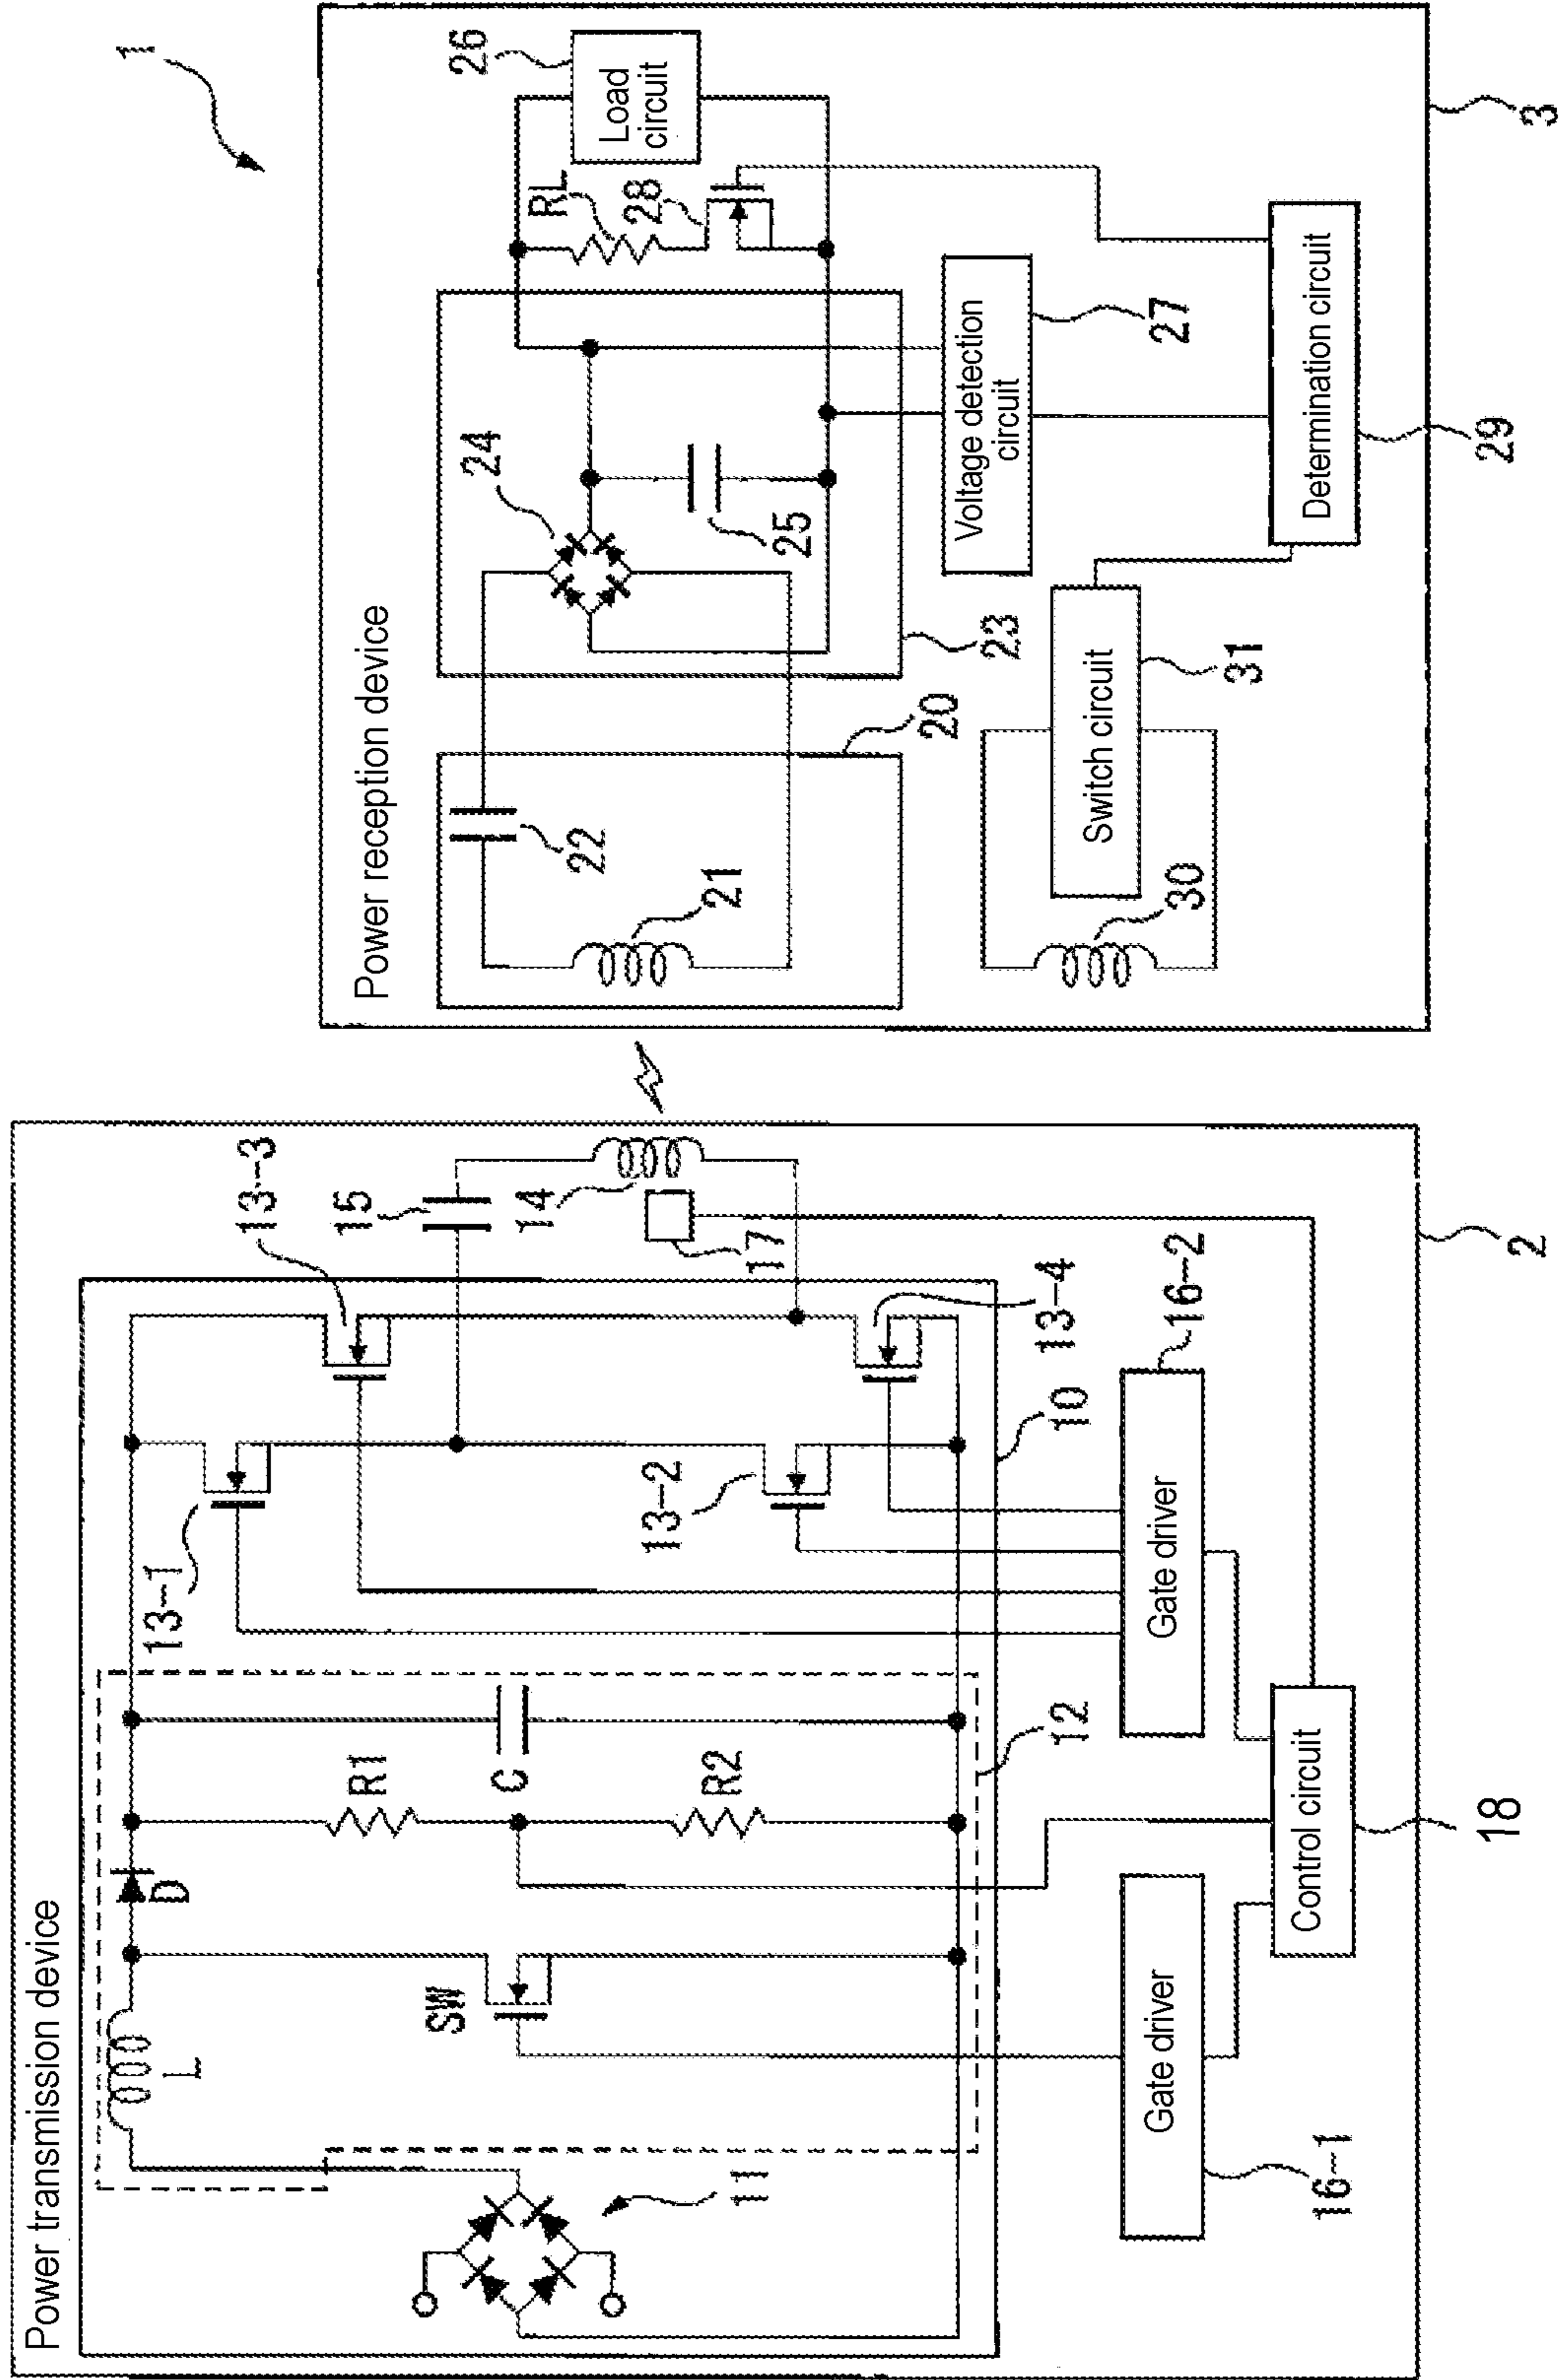 1
Power transmission device
L
D
R1
C
R2
SW
11
12
10
13-1
13-2
13-3
13-4
15
14
17
Gate driver
16-1
Gate driver
16-2
Control circuit
18
2
Power reception device
22
21
20
24
25
23
RL
28
Load
circuit
26
Voltage detection
circuit
27
Switch circuit
31
30
Determination circuit
29
3